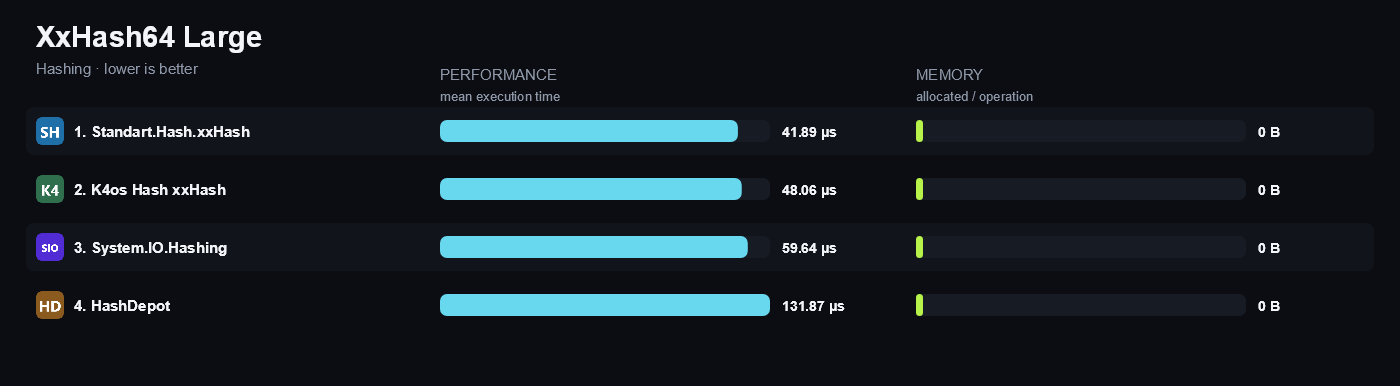 XxHash64 Large
Hashing · lower is better
PERFORMANCE
mean execution time
MEMORY
allocated / operation
SH 1. Standart.Hash.xxHash 41.89 µs 0 B
K4 2. K4os Hash xxHash 48.06 µs 0 B
SIO 3. System.IO.Hashing 59.64 µs 0 B
HD 4. HashDepot 131.87 µs 0 B